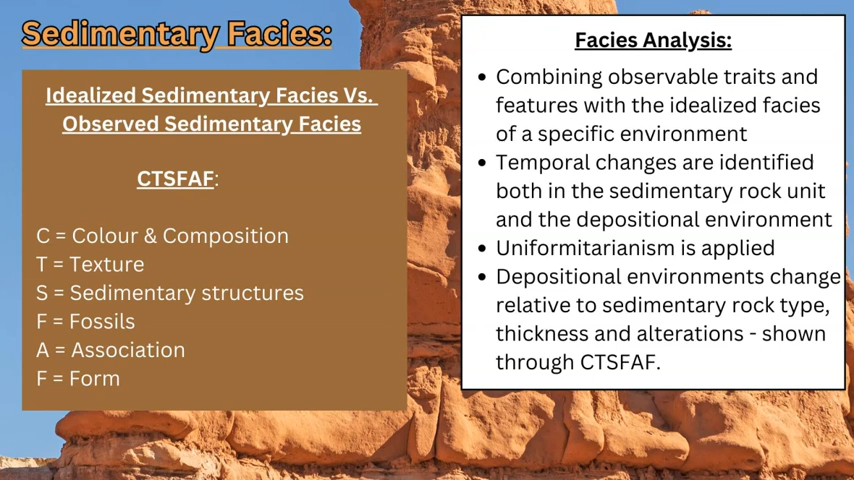 Sedimentary Facies:
Idealized Sedimentary Facies Vs.
Observed Sedimentary Facies
CTSFAF:
C = Colour & Composition
T = Texture
S = Sedimentary structures
F = Fossils
A = Association
F = Form
Facies Analysis:
• Combining observable traits and
features with the idealized facies
of a specific environment
• Temporal changes are identified
both in the sedimentary rock unit
and the depositional environment
• Uniformitarianism is applied
• Depositional environments change
relative to sedimentary rock type,
thickness and alterations - shown
through CTSFAF.